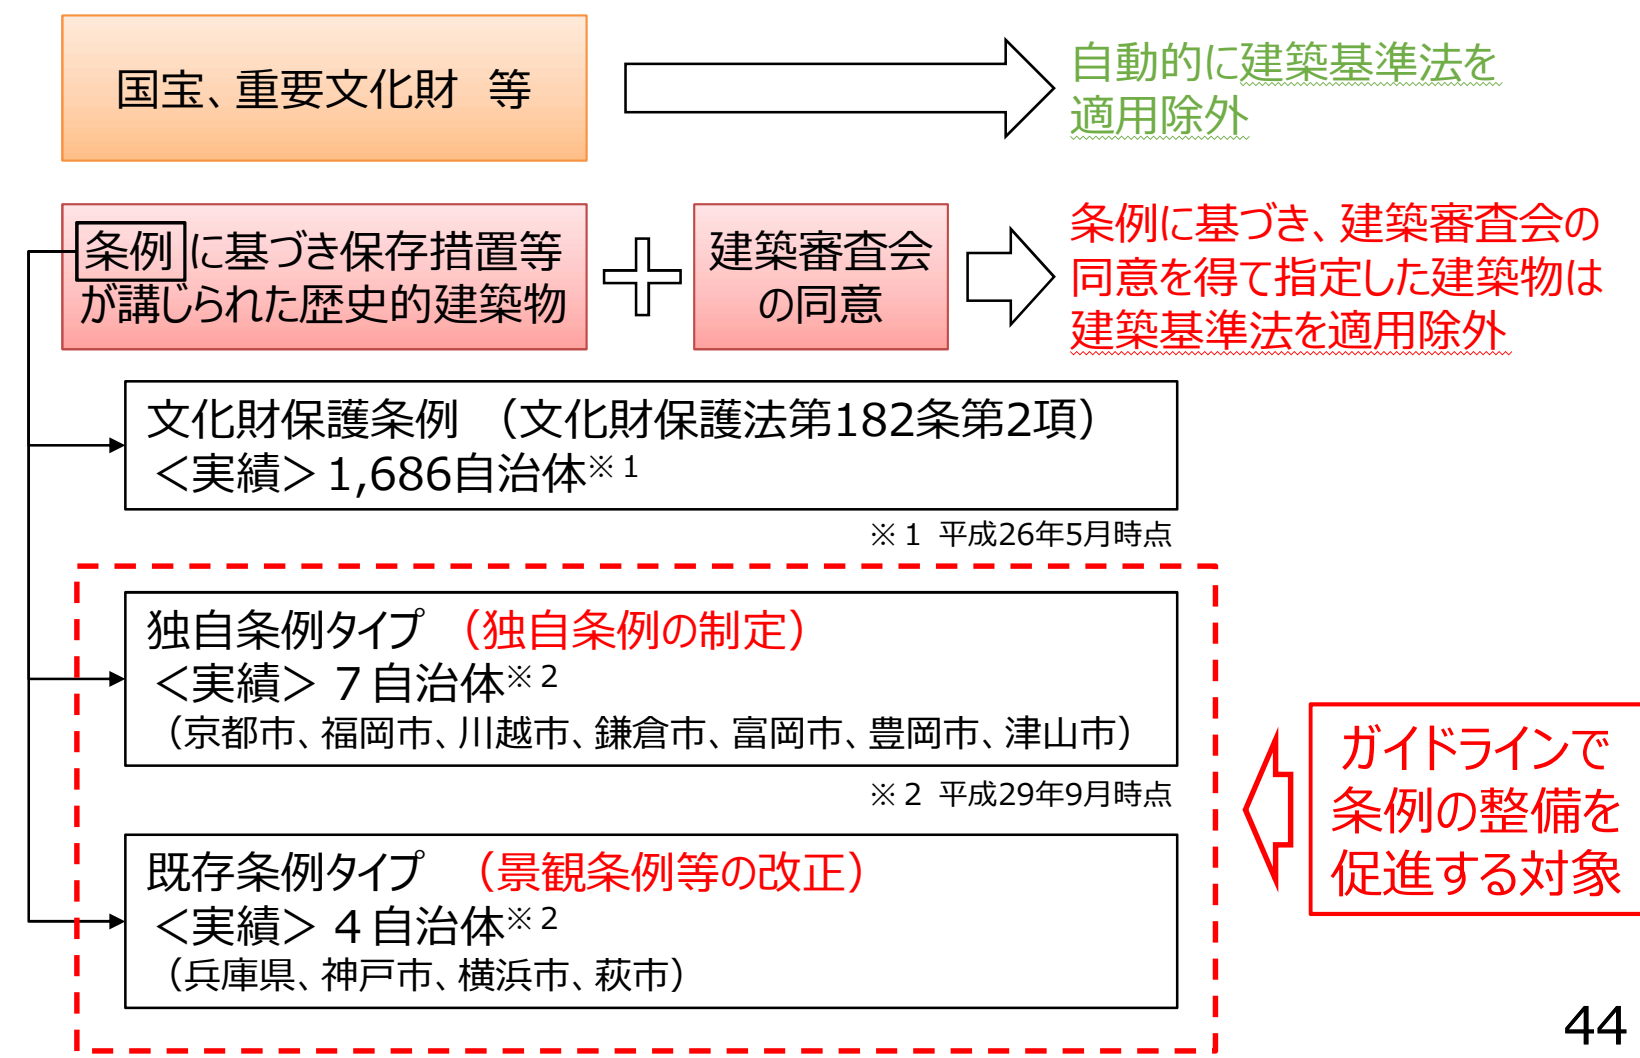 国宝、重要文化財　等
自動的に建築基準法を
適用除外
条例に基づき保存措置等
が講じられた歴史的建築物
建築審査会
の同意
条例に基づき、建築審査会の
同意を得て指定した建築物は
建築基準法を適用除外
文化財保護条例　（文化財保護法第182条第2項）
＜実績＞1,686自治体※１
※１ 平成26年5月時点
独自条例タイプ　（独自条例の制定）
＜実績＞７自治体※２
（京都市、福岡市、川越市、鎌倉市、富岡市、豊岡市、津山市）
※２ 平成29年9月時点
既存条例タイプ　（景観条例等の改正）
＜実績＞４自治体※２
（兵庫県、神戸市、横浜市、萩市）
ガイドラインで
条例の整備を
促進する対象
44